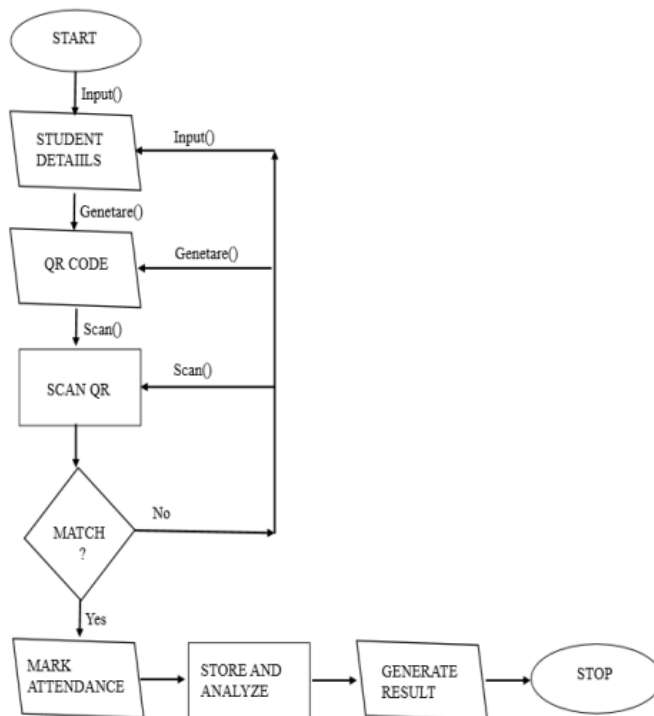 START
Input()
STUDENT
DETAIILS
Input()
Genetare()
QR CODE
Genetare()
Scan()
SCAN QR
Scan()
MATCH
?
No
Yes
MARK
ATTENDANCE
STORE AND
ANALYZE
GENERATE
RESULT
STOP